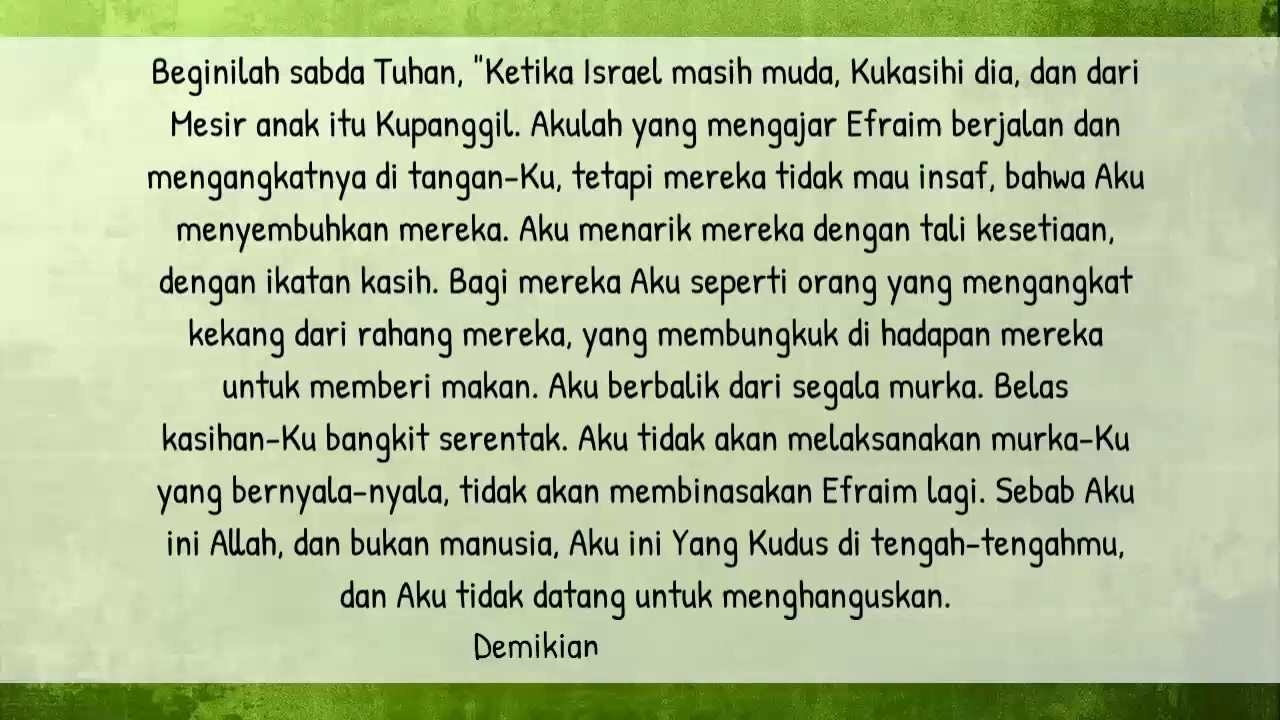 Beginilah sabda Tuhan, "Ketika Israel masih muda, Kukasihi dia, dan dari
Mesir anak itu Kupanggil. Akulah yang mengajar Efraim berjalan dan
mengangkatnya di tangan-Ku, tetapi mereka tidak mau insaf, bahwa Aku
menyembuhkan mereka. Aku menarik mereka dengan tali kesetiaan,
dengan ikatan kasih. Bagi mereka Aku seperti orang yang mengangkat
kekang dari rahang mereka, yang membungkuk di hadapan mereka
untuk memberi makan. Aku berbalik dari segala murka. Belas
kasihan-Ku bangkit serentak. Aku tidak akan melaksanakan murka-Ku
yang bernyala-nyala, tidak akan membinasakan Efraim lagi. Sebab Aku
ini Allah, dan bukan manusia, Aku ini Yang Kudus di tengah-tengahmu,
dan Aku tidak datang untuk menghanguskan.
Demikian